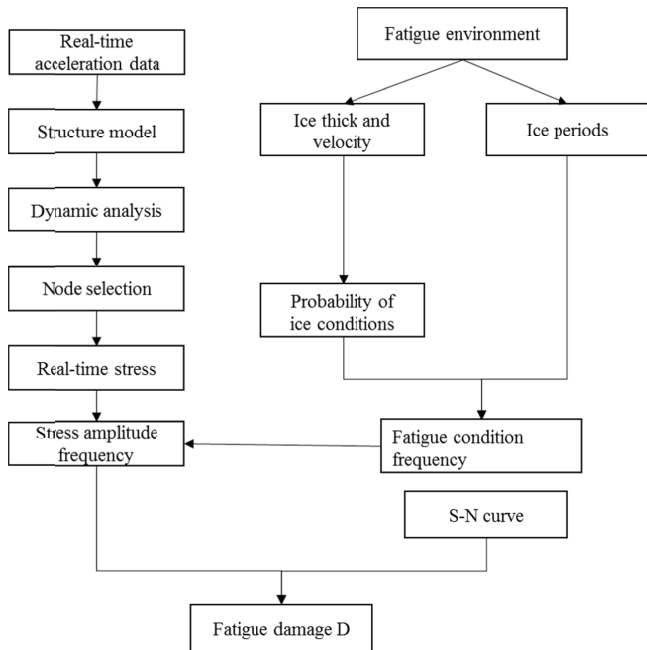 Real-time
acceleration data
Structure model
Dynamic analysis
Node selection
Real-time stress
Stress amplitude
frequency
Fatigue environment
Ice thick and
velocity
Ice periods
Probability of
ice conditions
Fatigue condition
frequency
S-N curve
Fatigue damage D